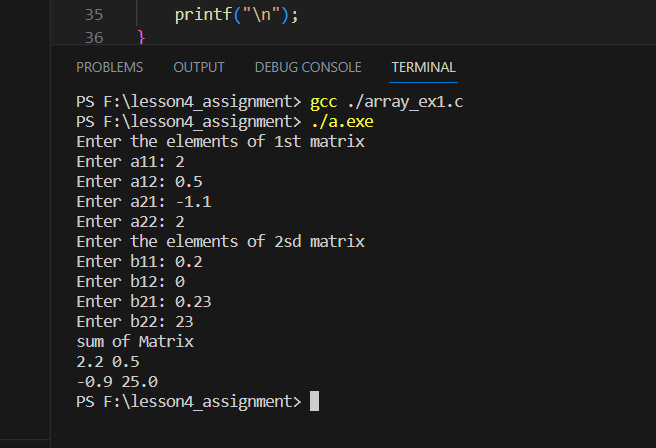 35 printf("\n");
36 }
PROBLEMS OUTPUT DEBUG CONSOLE TERMINAL
PS F:\lesson4_assignment> gcc ./array_ex1.c
PS F:\lesson4_assignment> ./a.exe
Enter the elements of 1st matrix
Enter a11: 2
Enter a12: 0.5
Enter a21: -1.1
Enter a22: 2
Enter the elements of 2sd matrix
Enter b11: 0.2
Enter b12: 0
Enter b21: 0.23
Enter b22: 23
sum of Matrix
2.2 0.5
-0.9 25.0
PS F:\lesson4_assignment>